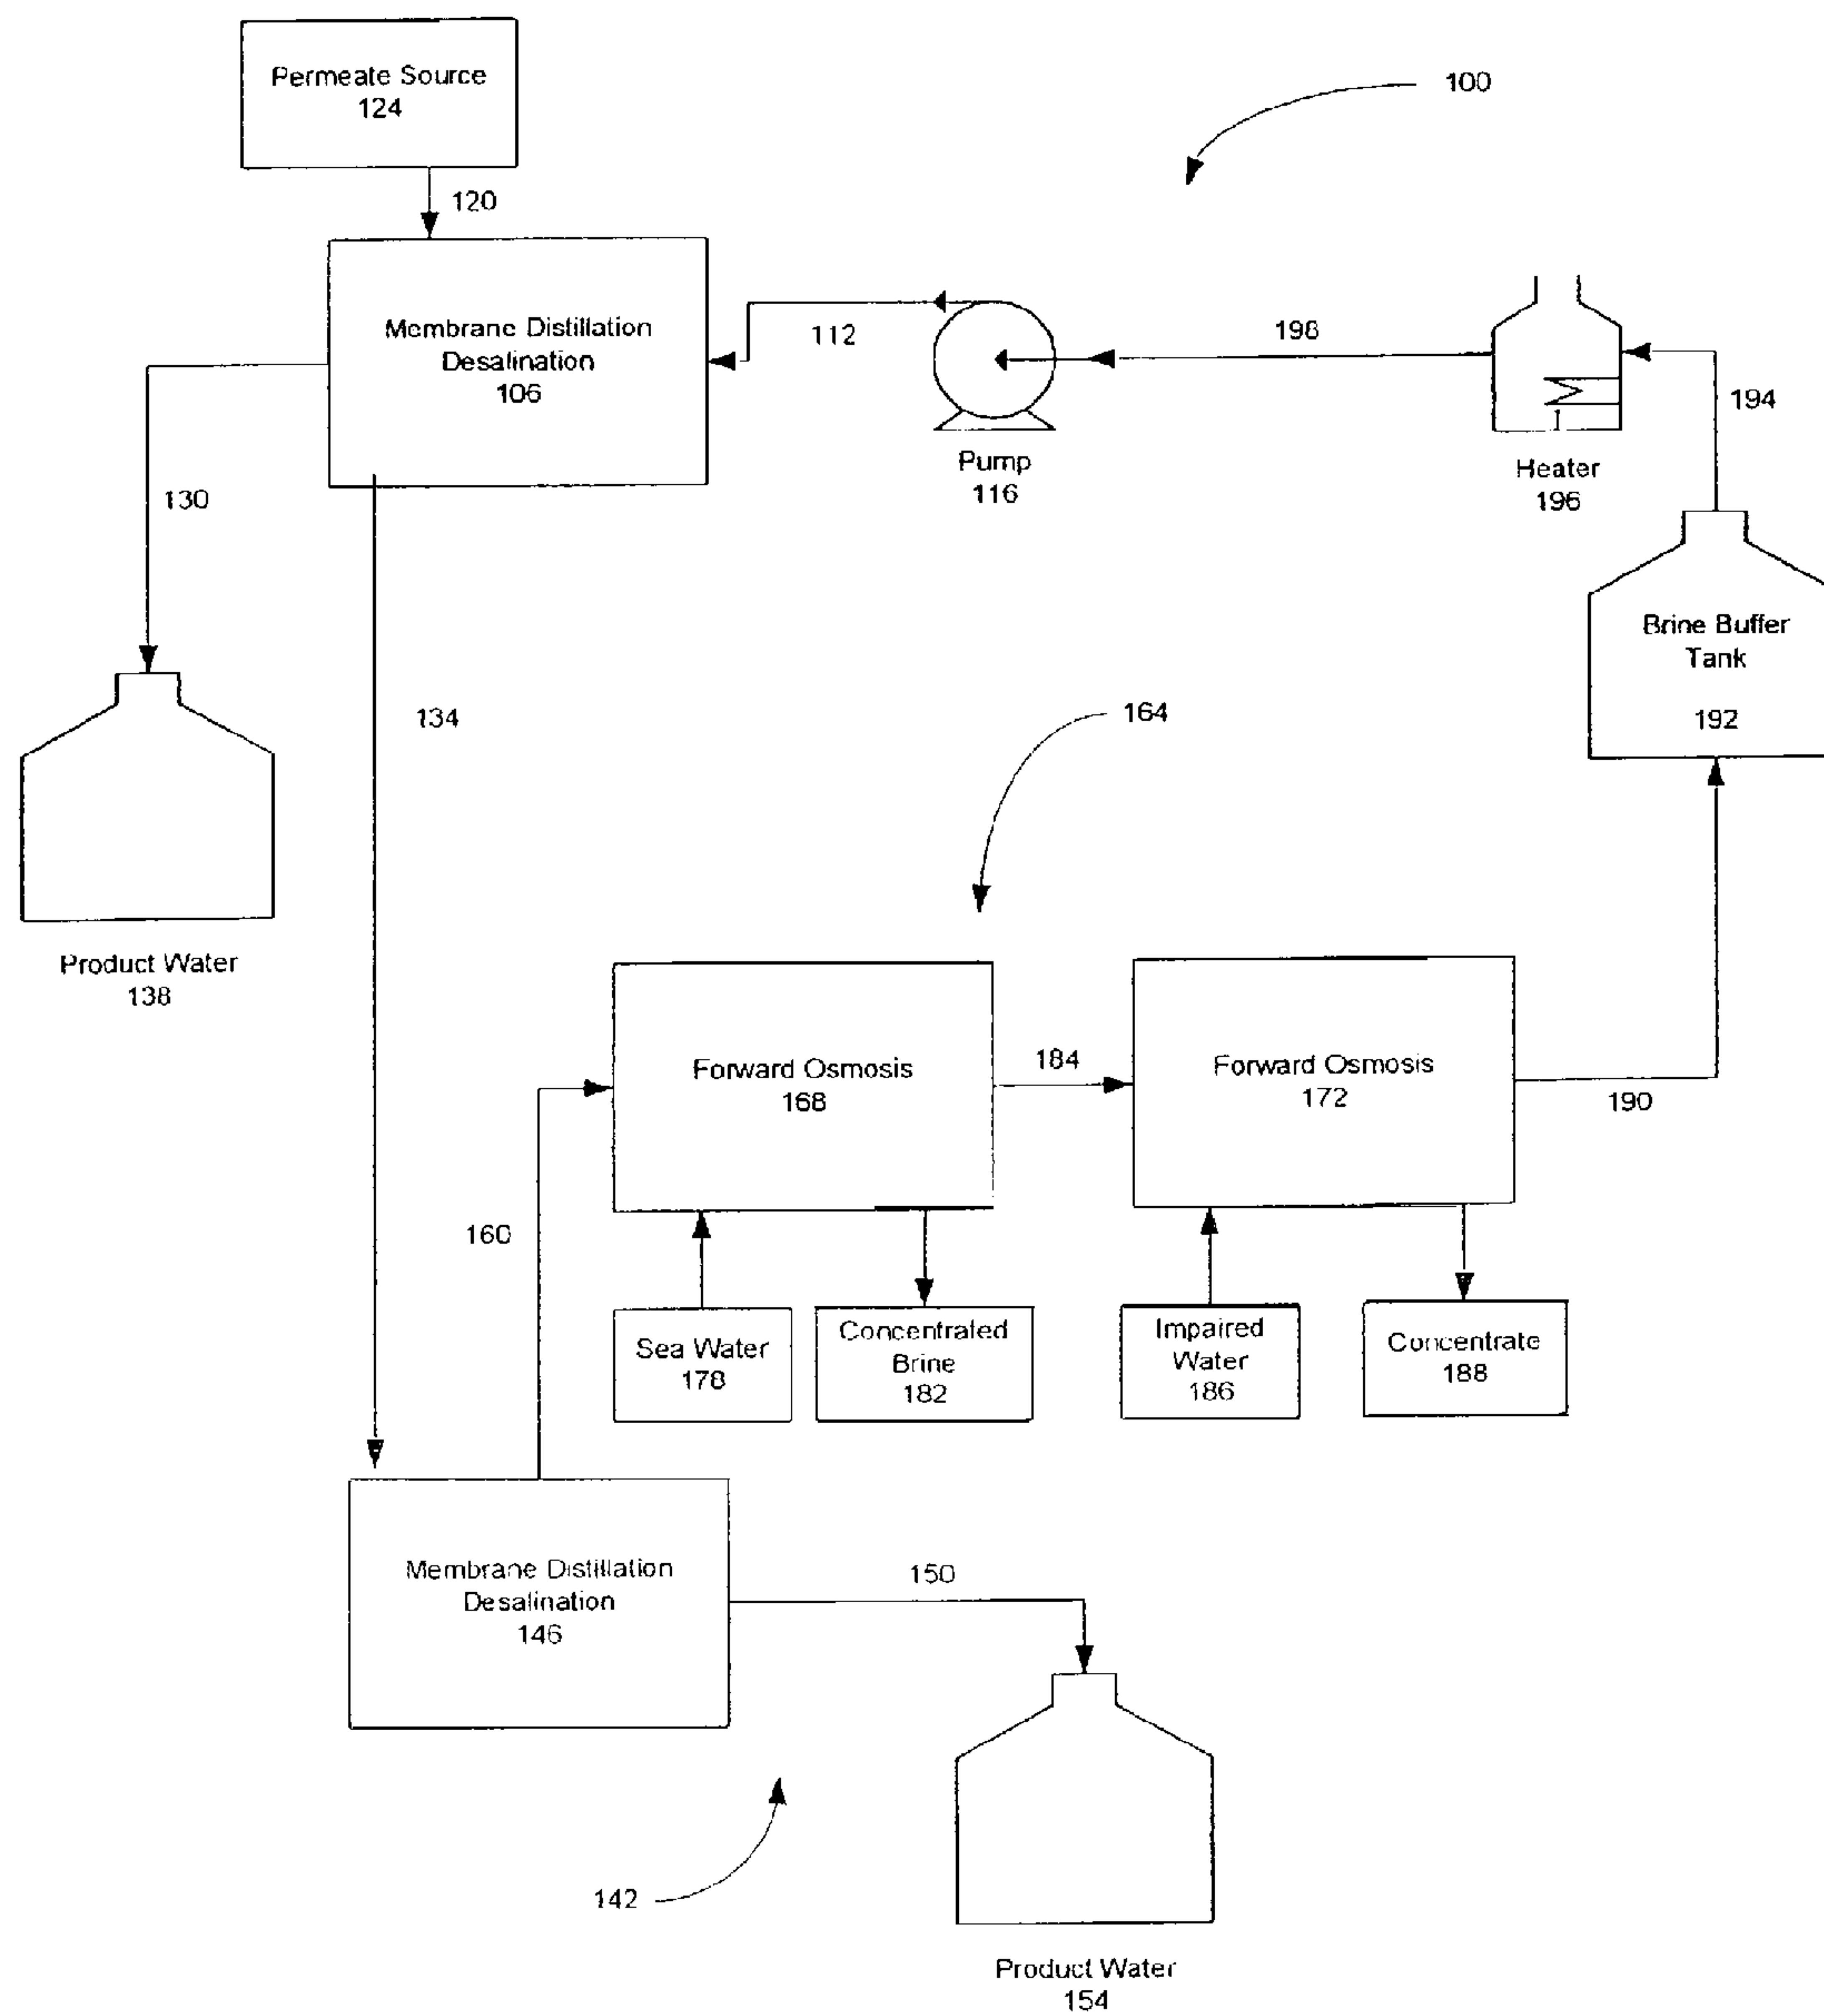 Permeate Source
124
100
120
Membrane Distillation
Desalination
106
112
198
194
Pump
116
Heater
196
130
Brine Buffer
Tank
192
134
164
Product Water
138
Forward Osmosis
168
184
Forward Osmosis
172
190
160
Sea Water
178
Concentrated
Brine
182
Impaired
Water
186
Concentrate
188
Membrane Distillation
Desalination
146
150
142
Product Water
154